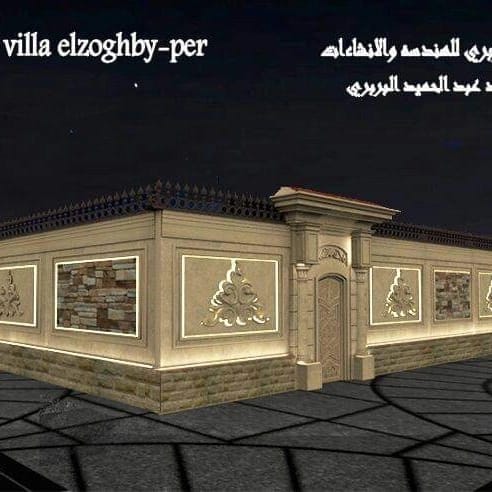 villa elzoghby-per
للهندسه والانشاءات
عبد الحميد البربري